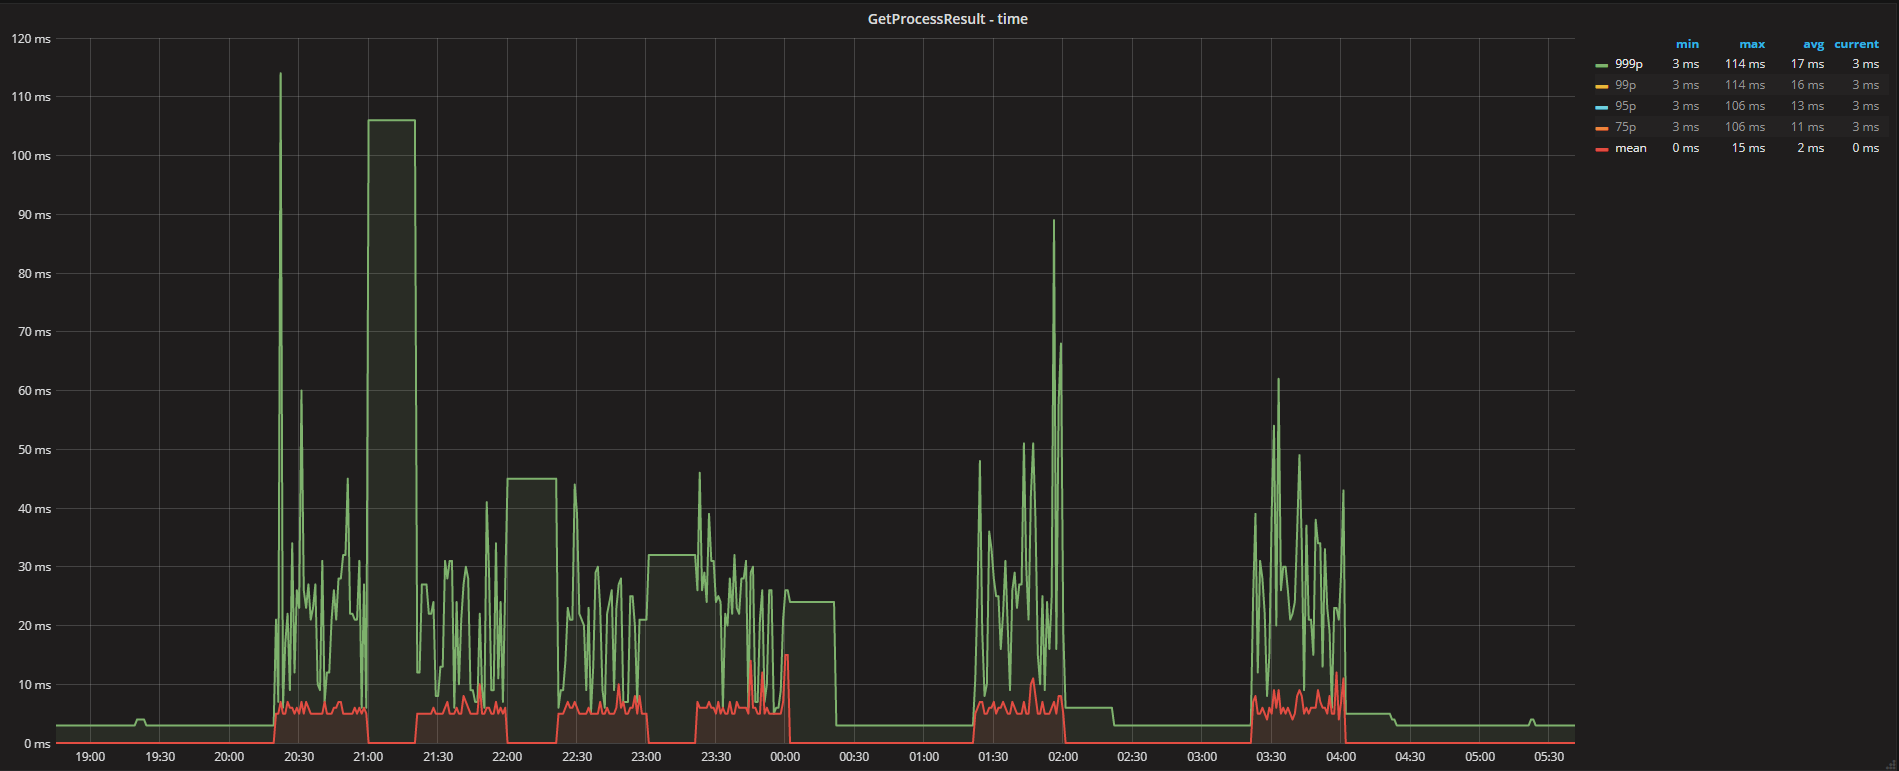 GetProcessResult - time
120 ms
110 ms
100 ms
90 ms
80 ms
70 ms
60 ms
50 ms
40 ms
30 ms
20 ms
10 ms
0 ms
19:00 19:30 20:00 20:30 21:00 21:30 22:00 22:30 23:00 23:30 00:00 00:30 01:00 01:30 02:00 02:30 03:00 03:30 04:00 04:30 05:00 05:30
min max avg current
999p 3 ms 114 ms 17 ms 3 ms
99p 3 ms 114 ms 16 ms 3 ms
95p 3 ms 106 ms 13 ms 3 ms
75p 3 ms 106 ms 11 ms 3 ms
mean 0 ms 15 ms 2 ms 0 ms